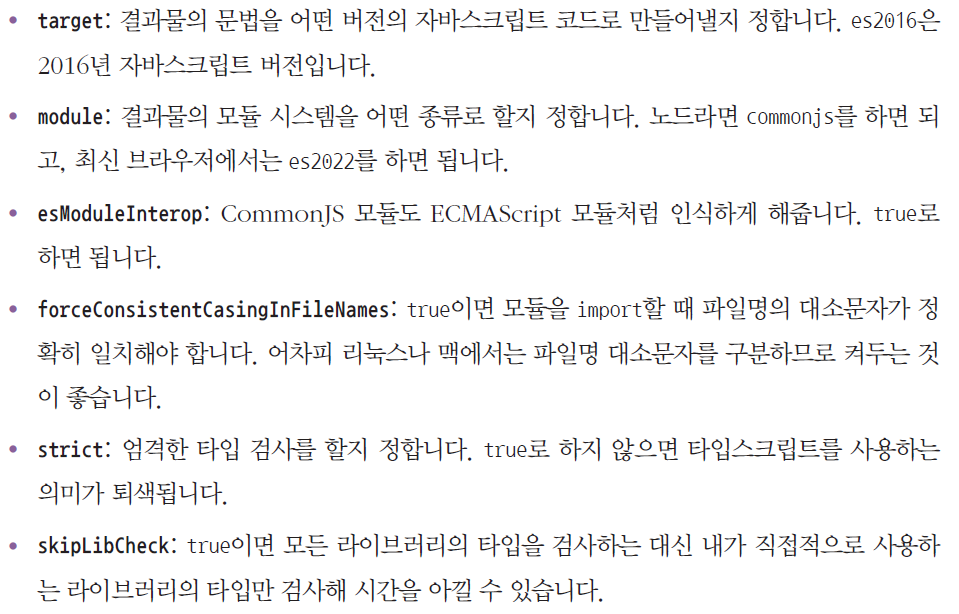 • target: 결과물의 문법을 어떤 버전의 자바스크립트 코드로 만들어낼지 정합니다. es2016은
2016년 자바스크립트 버전입니다.
• module: 결과물의 모듈 시스템을 어떤 종류로 할지 정합니다. 노드라면 commonjs를 하면 되
고, 최신 브라우저에서는 es2022를 하면 됩니다.
• esModuleInterop: CommonJS 모듈도 ECMAScript 모듈처럼 인식하게 해줍니다. true로
하면 됩니다.
• forceConsistentCasingInFileNames: true이면 모듈을 import할 때 파일명의 대소문자가 정
확히 일치해야 합니다. 어차피 리눅스나 맥에서는 파일명 대소문자를 구분하므로 켜두는 것
이 좋습니다.
• strict: 엄격한 타입 검사를 할지 정합니다. true로 하지 않으면 타입스크립트를 사용하는
의미가 퇴색됩니다.
• skipLibCheck: true이면 모든 라이브러리의 타입을 검사하는 대신 내가 직접적으로 사용하
는 라이브러리의 타입만 검사해 시간을 아낄 수 있습니다.